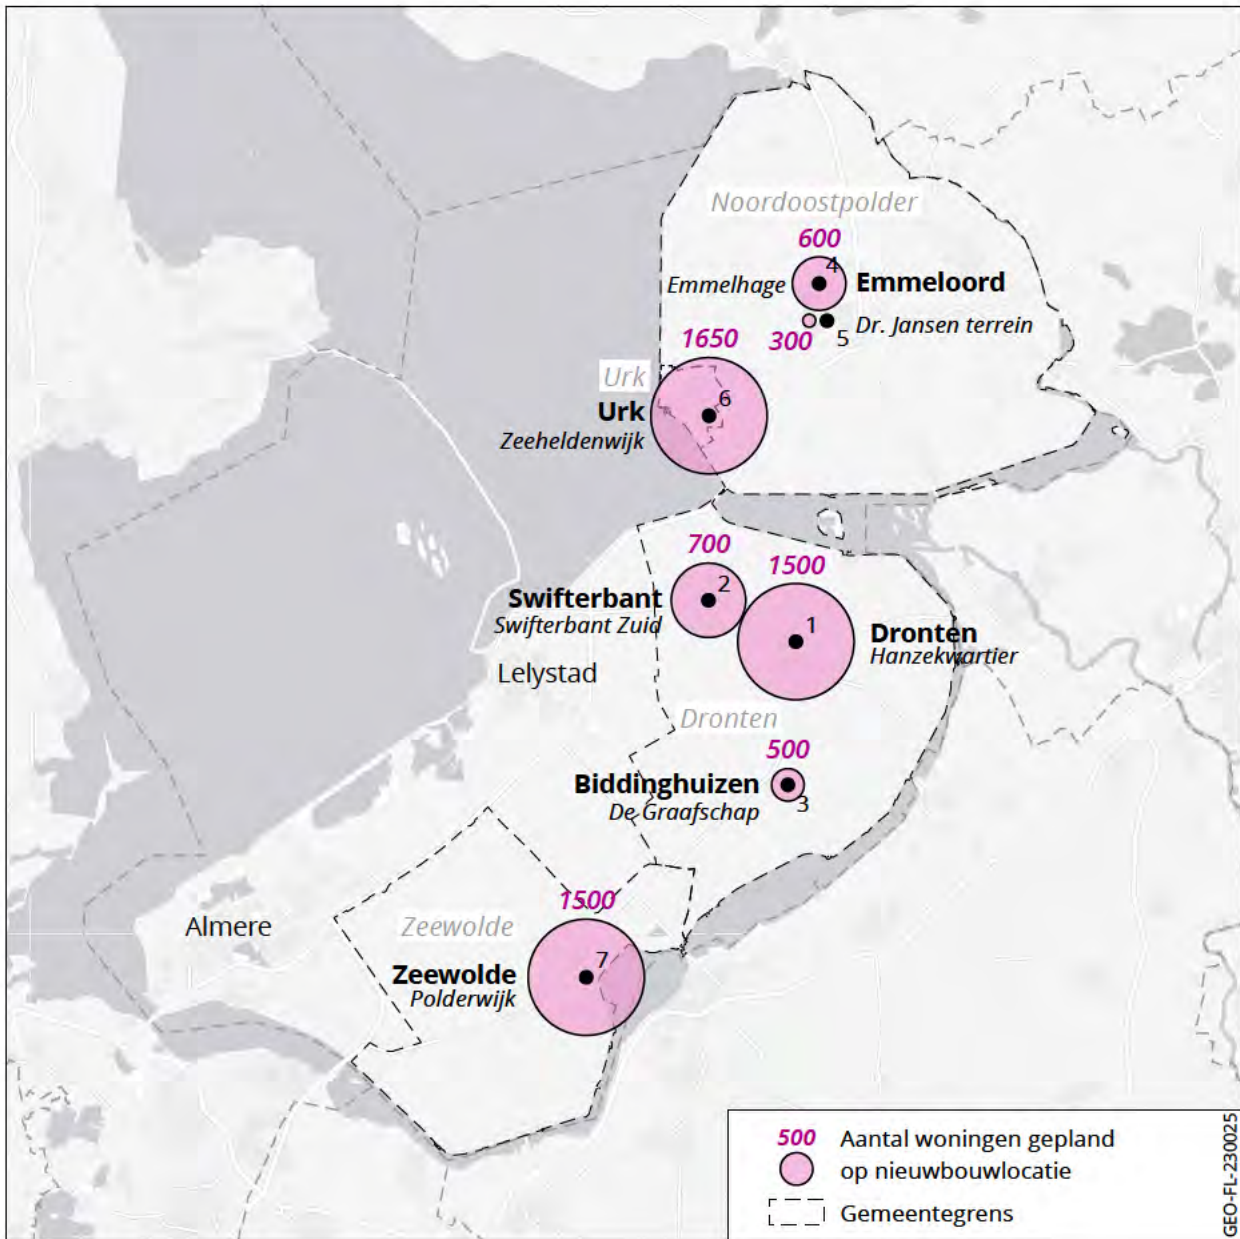 Noordoostpolder
600
4
Emmelhage
Emmeloord
300
5
Dr. Jansen terrein
1650
Urk
6
Urk
Zeeheldenwijk
700
2
Swifterbant
Swifterbant Zuid
1500
1
Dronten
Hanzekwartier
Lelystad
Dronten
500
Biddinghuizen
3
De Graafschap
1500
Almere
Zeewolde
7
Zeewolde
Polderwijk
500 Aantal woningen gepland
op nieuwbouwlocatie
Gemeentegrens
GEO-FL-230025